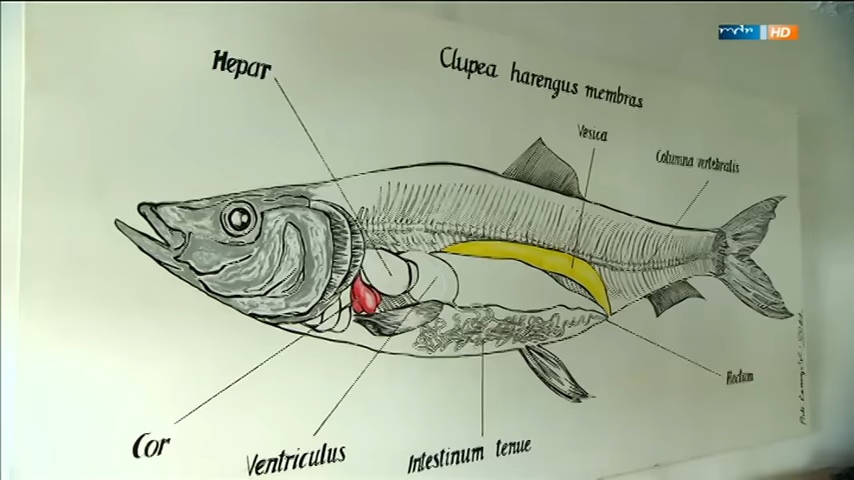 mdr HD
Hepar
Clupea harengus membras
Vesica
Columna vertebralis
Rectum
Cor
Ventriculus
Intestinum tenue